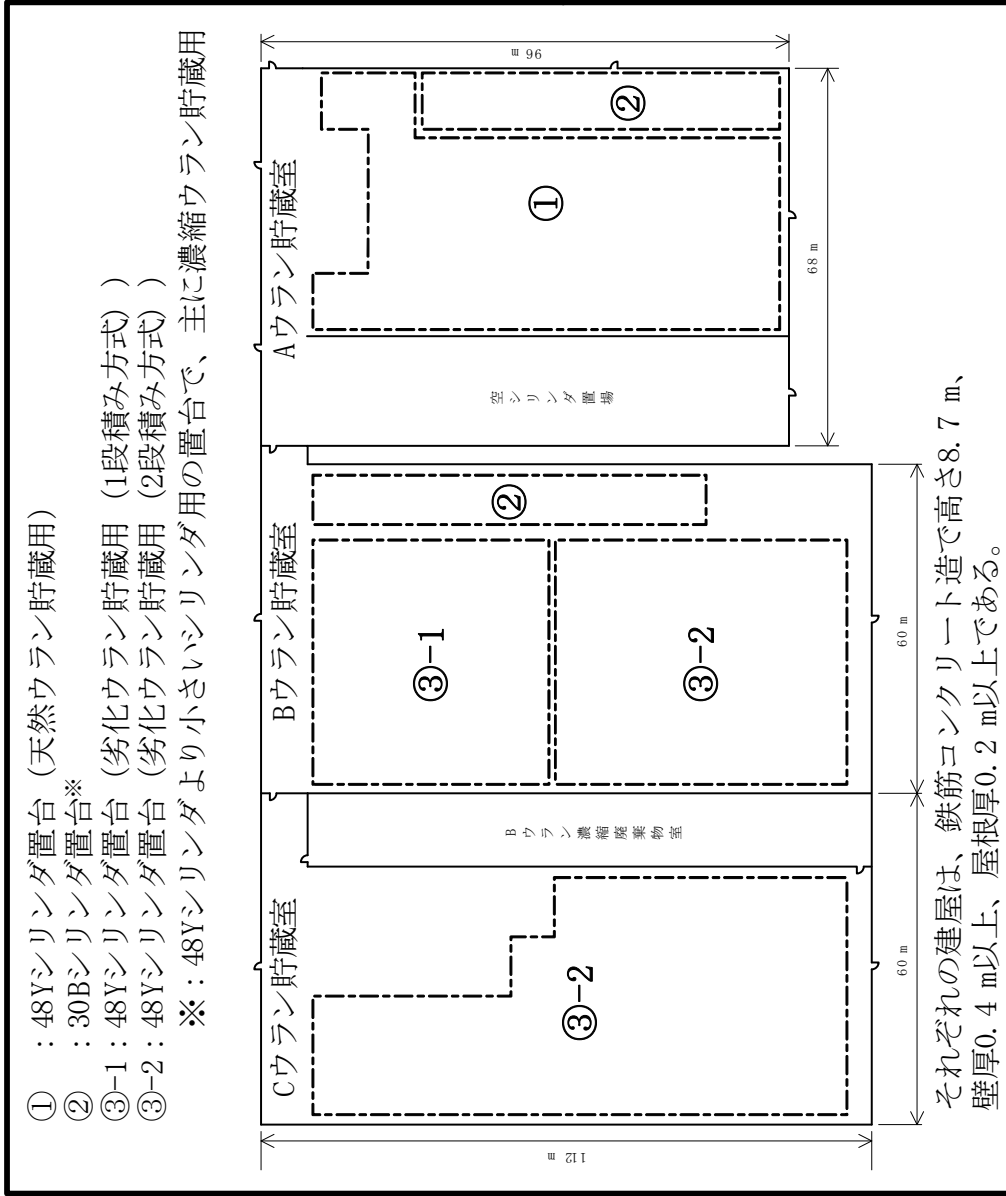 ① ：48Yシリンダ置台（天然ウラン貯蔵用）
② ：30Bシリンダ置台※
③-1：48Yシリンダ置台（劣化ウラン貯蔵用（1段積み方式））
③-2：48Yシリンダ置台（劣化ウラン貯蔵用（2段積み方式））
※：48Yシリンダより小さいシリンダ用の置台で、主に濃縮ウラン貯蔵用
Cウラン貯蔵室
Bウラン貯蔵室
Aウラン貯蔵室
112 m
96 m
③-2
Bウラン濃縮廃棄物室
③-1
③-2
②
空シリンダ置場
①
②
60 m
60 m
68 m
それぞれの建屋は、鉄筋コンクリート造で高さ8.7 m、
壁厚0.4 m以上、屋根厚0.2 m以上である。